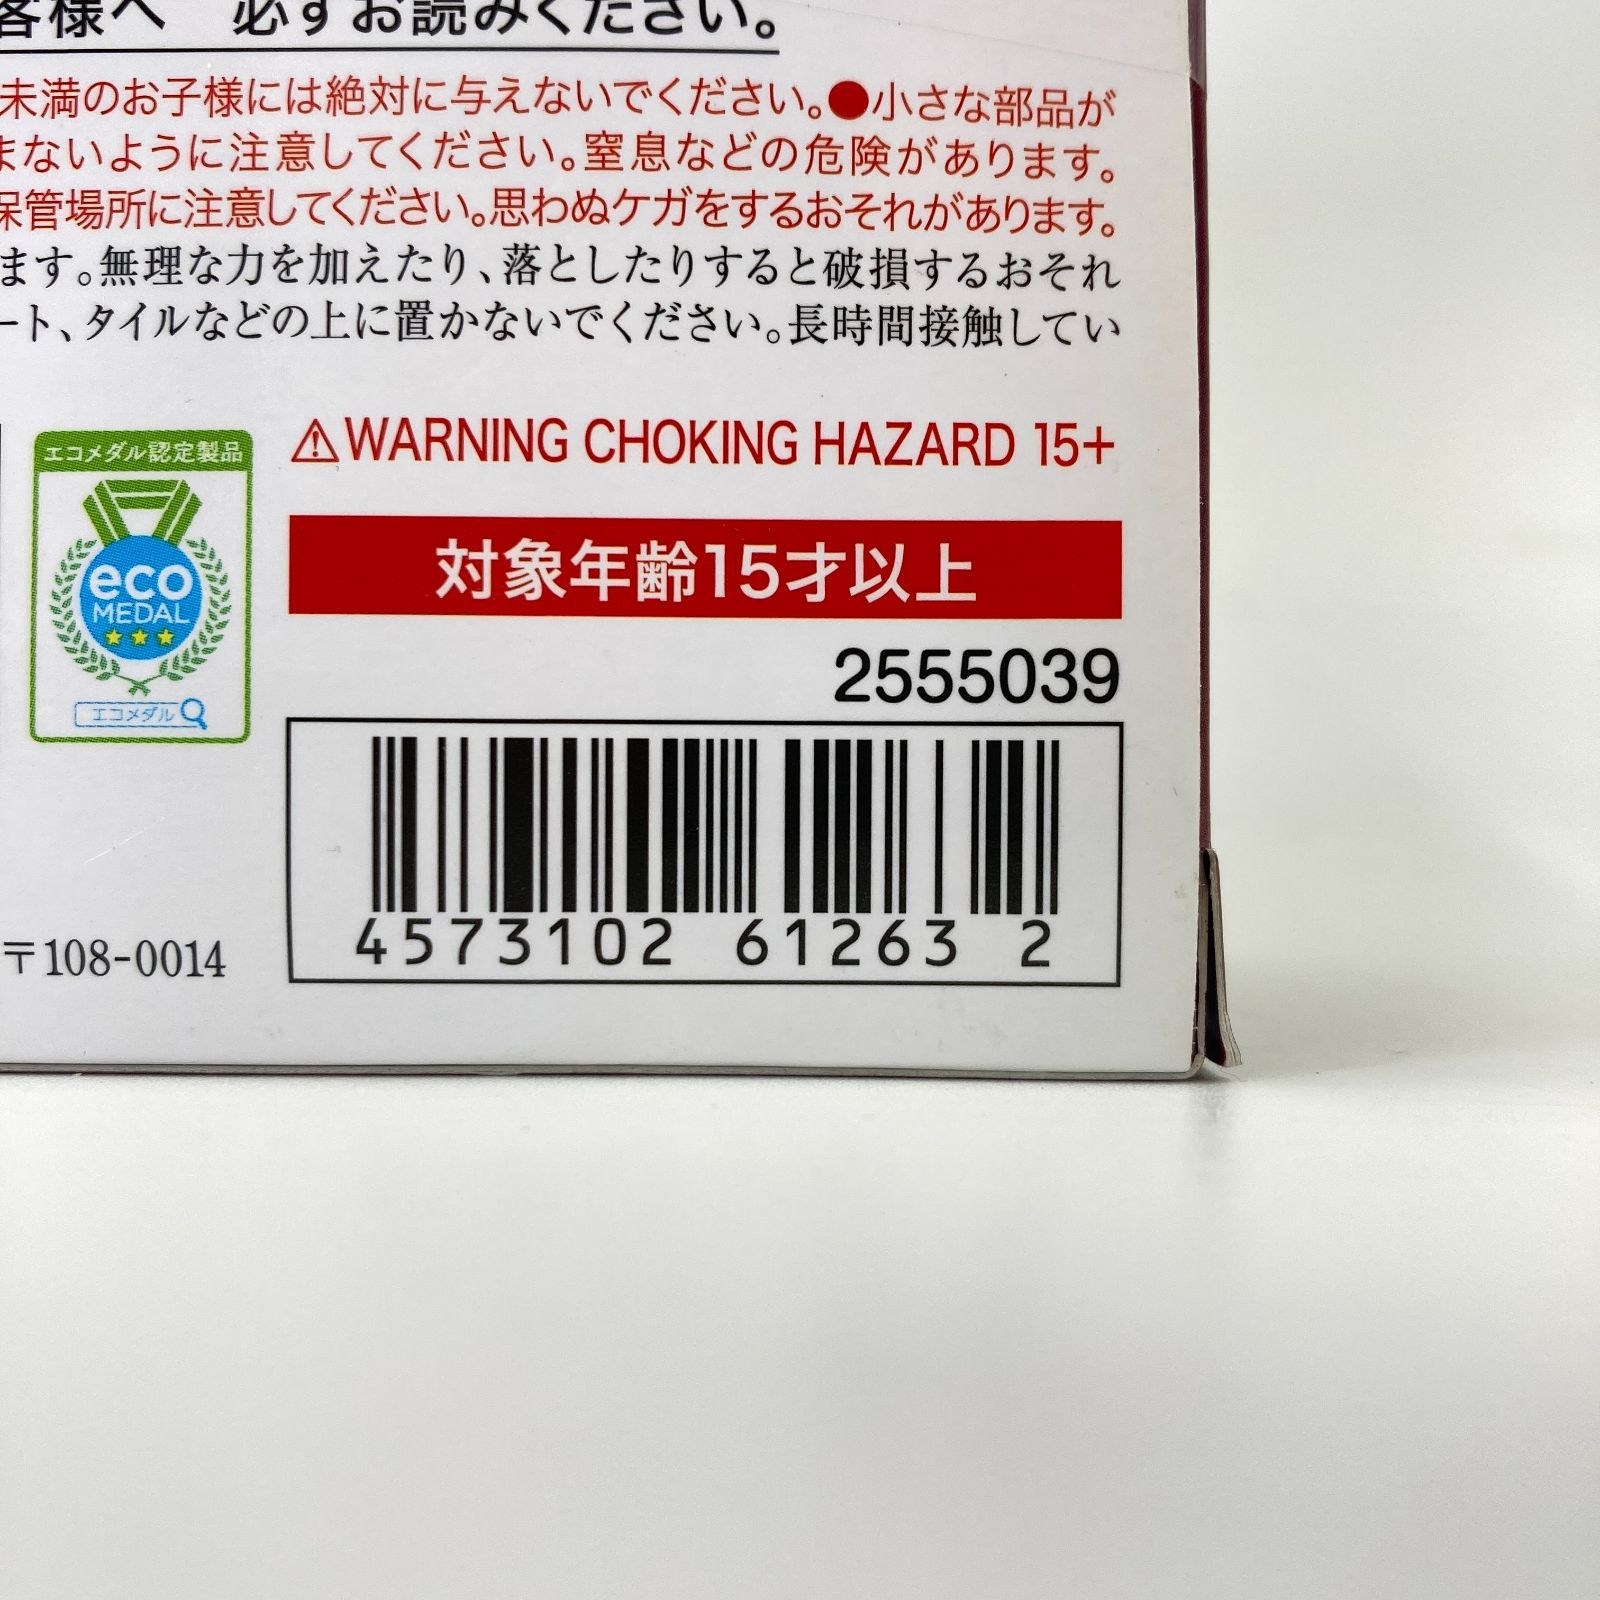 客様へ 必ずお読みください。
未満のお子様には絶対に与えないでください。●小さな部品が
まないように注意してください。窒息などの危険があります。
保管場所に注意してください。思わぬケガをするおそれがあります。
ます。無理な力を加えたり、落としたりすると破損するおそれ
ート、タイルなどの上に置かないでください。長時間接触してい
⚠WARNING CHOKING HAZARD 15+
エコメダル認定製品
eco
MEDAL
エコメダル
対象年齢15才以上
2555039
4573102 61263 2
〒108-0014